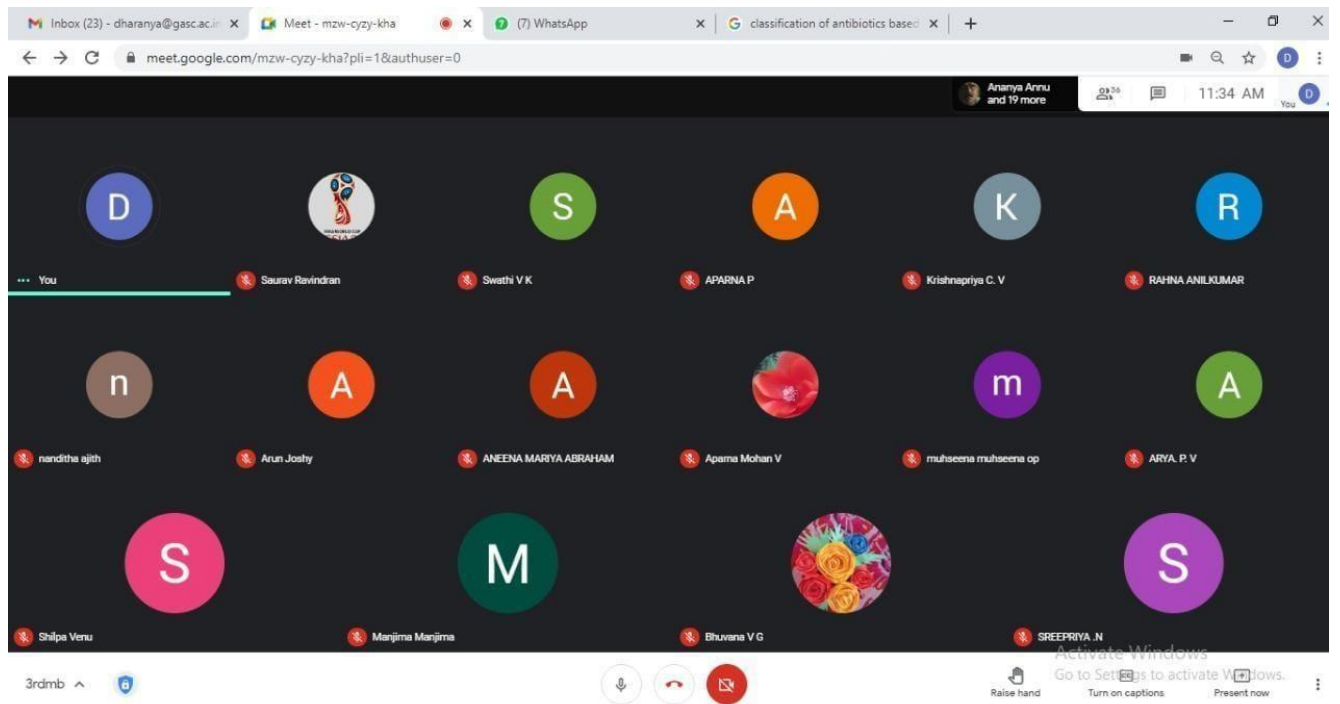 Inbox (23) - dharanya@gasc.ac.in
Meet - mzw-cyzy-kha
(7) WhatsApp
classification of antibiotics based
meet.google.com/mzw-cyzy-kha?pli=1&authuser=0
D
Ananya Annu
and 19 more
36
11:34 AM
You
D
D
S
A
K
R
You
Saurav Ravindran
Swathi V K
APARNA P
Krishnapriya C. V
RAHNA ANILKUMAR
n
A
A
m
A
nanditha ajith
Arun Joshy
ANEENA MARIYA ABRAHAM
Aparna Mohan V
muhseena muhseena op
ARYA. P. V
S
M
S
Shilpa Venu
Manjima Manjima
Bhuvana V G
SREEPRIYA .N
Activate Windows
Go to Settings to activate Windows.
3rdmb
Raise hand
Turn on captions
Present now